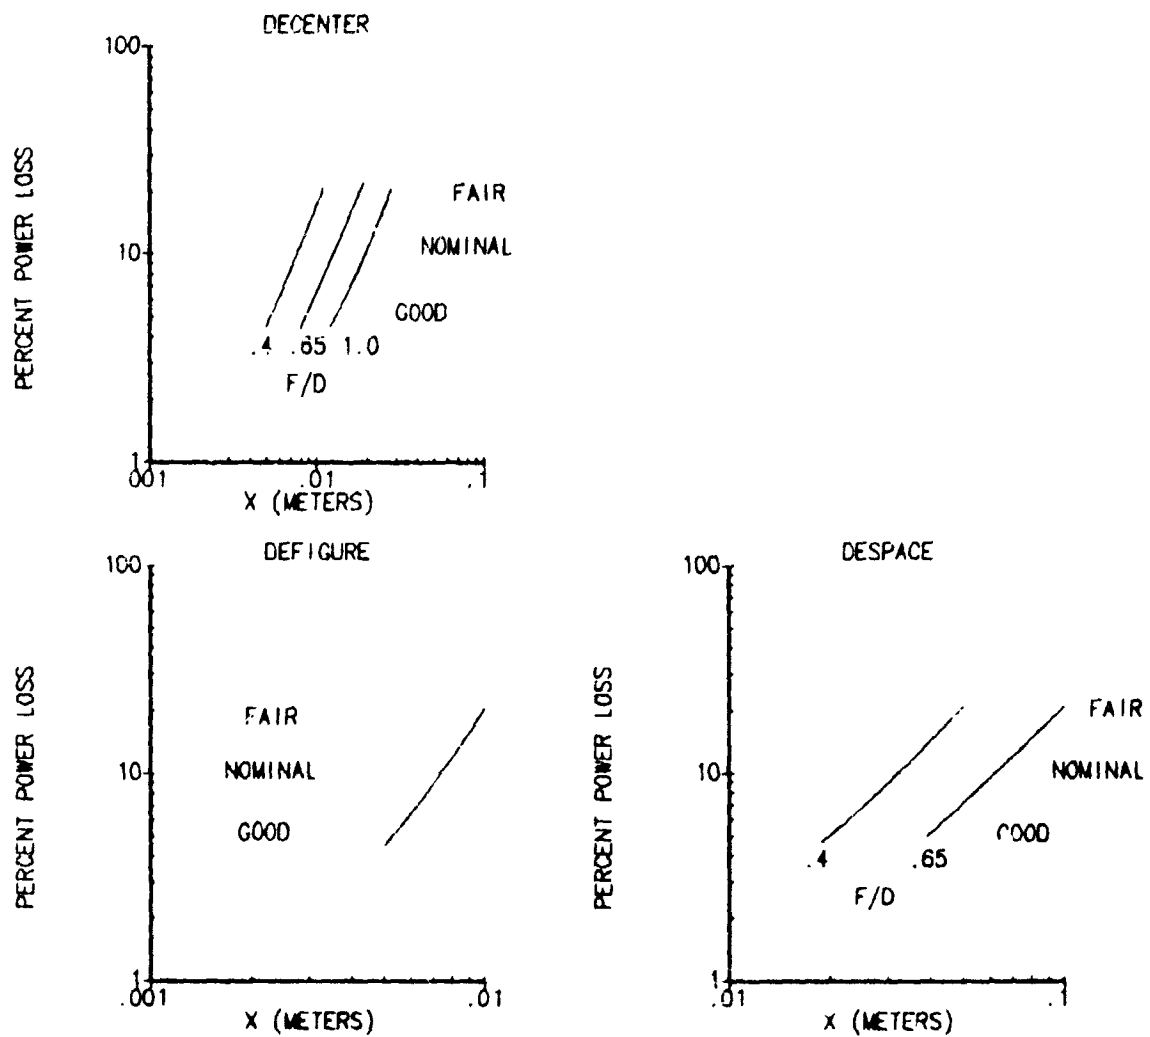 DECENTER
100
PERCENT POWER LOSS
FAIR
10
NOMINAL
GOOD
.4 .65 1.0
F/D
1
001 .01 .1
X (METERS)
DEFIGURE
100
PERCENT POWER LOSS
FAIR
10
NOMINAL
GOOD
1
.001 .01
X (METERS)
DESPACE
100
PERCENT POWER LOSS
FAIR
10
NOMINAL
GOOD
.4 .65
F/D
1
.01 .1
X (METERS)